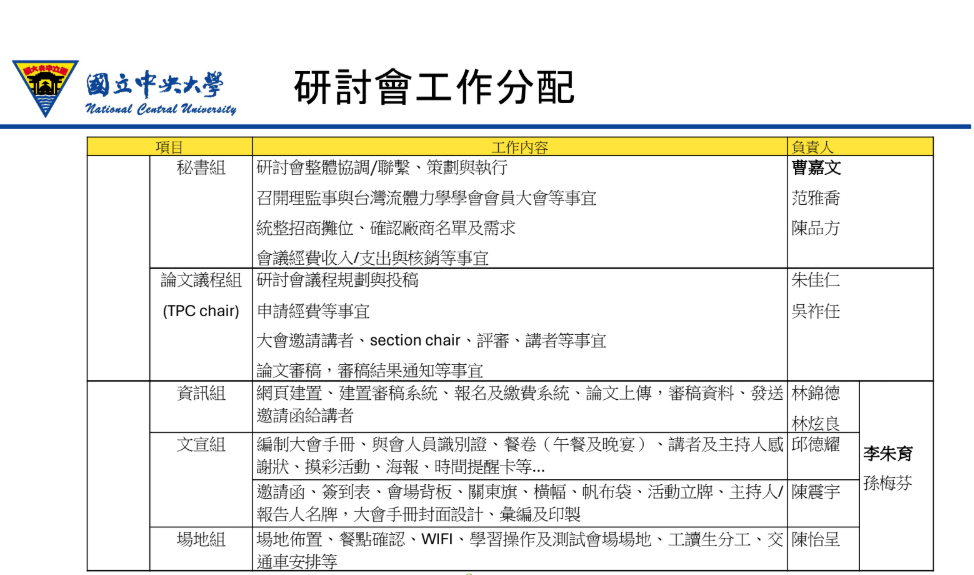 國立中央大學
National Central University
研討會工作分配
項目 工作內容 負責人
秘書組 研討會整體協調/聯繫、策劃與執行 曹嘉文
召開理監事與台灣流體力學學會會員大會等事宜 范雅喬
統整招商攤位、確認廠商名單及需求 陳品方
會議經費收入/支出與核銷等事宜
論文議程組 研討會議程規劃與投稿 朱佳仁
(TPC chair) 申請經費等事宜 吳祚任
大會邀請講者、section chair、評審、講者等事宜
論文審稿，審稿結果通知等事宜
資訊組 網頁建置、建置審稿系統、報名及繳費系統、論文上傳，審稿資料、發送 林錦德
邀請函給講者 林炫良
文宣組 編制大會手冊、與會人員識別證、餐卷（午餐及晚宴）、講者及主持人感 邱德耀
謝狀、摸彩活動、海報、時間提醒卡等...
李朱育
孫梅芬
邀請函、簽到表、會場背板、關東旗、橫幅、帆布袋、活動立牌、主持人/ 陳震宇
報告人名牌，大會手冊封面設計、彙編及印製
場地組 場地佈置、餐點確認、WIFI、學習操作及測試會場場地、工讀生分工、交 陳怡呈
通車安排等